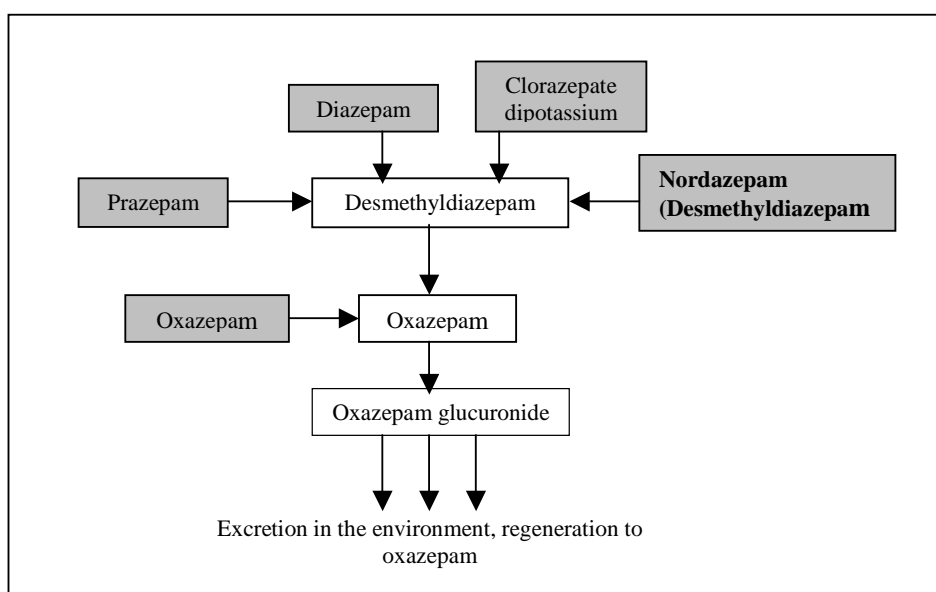 Diazepam
Clorazepate
dipotassium
Prazepam
Desmethyldiazepam
Nordazepam
(Desmethyldiazepam
Oxazepam
Oxazepam
Oxazepam glucuronide
Excretion in the environment, regeneration to
oxazepam